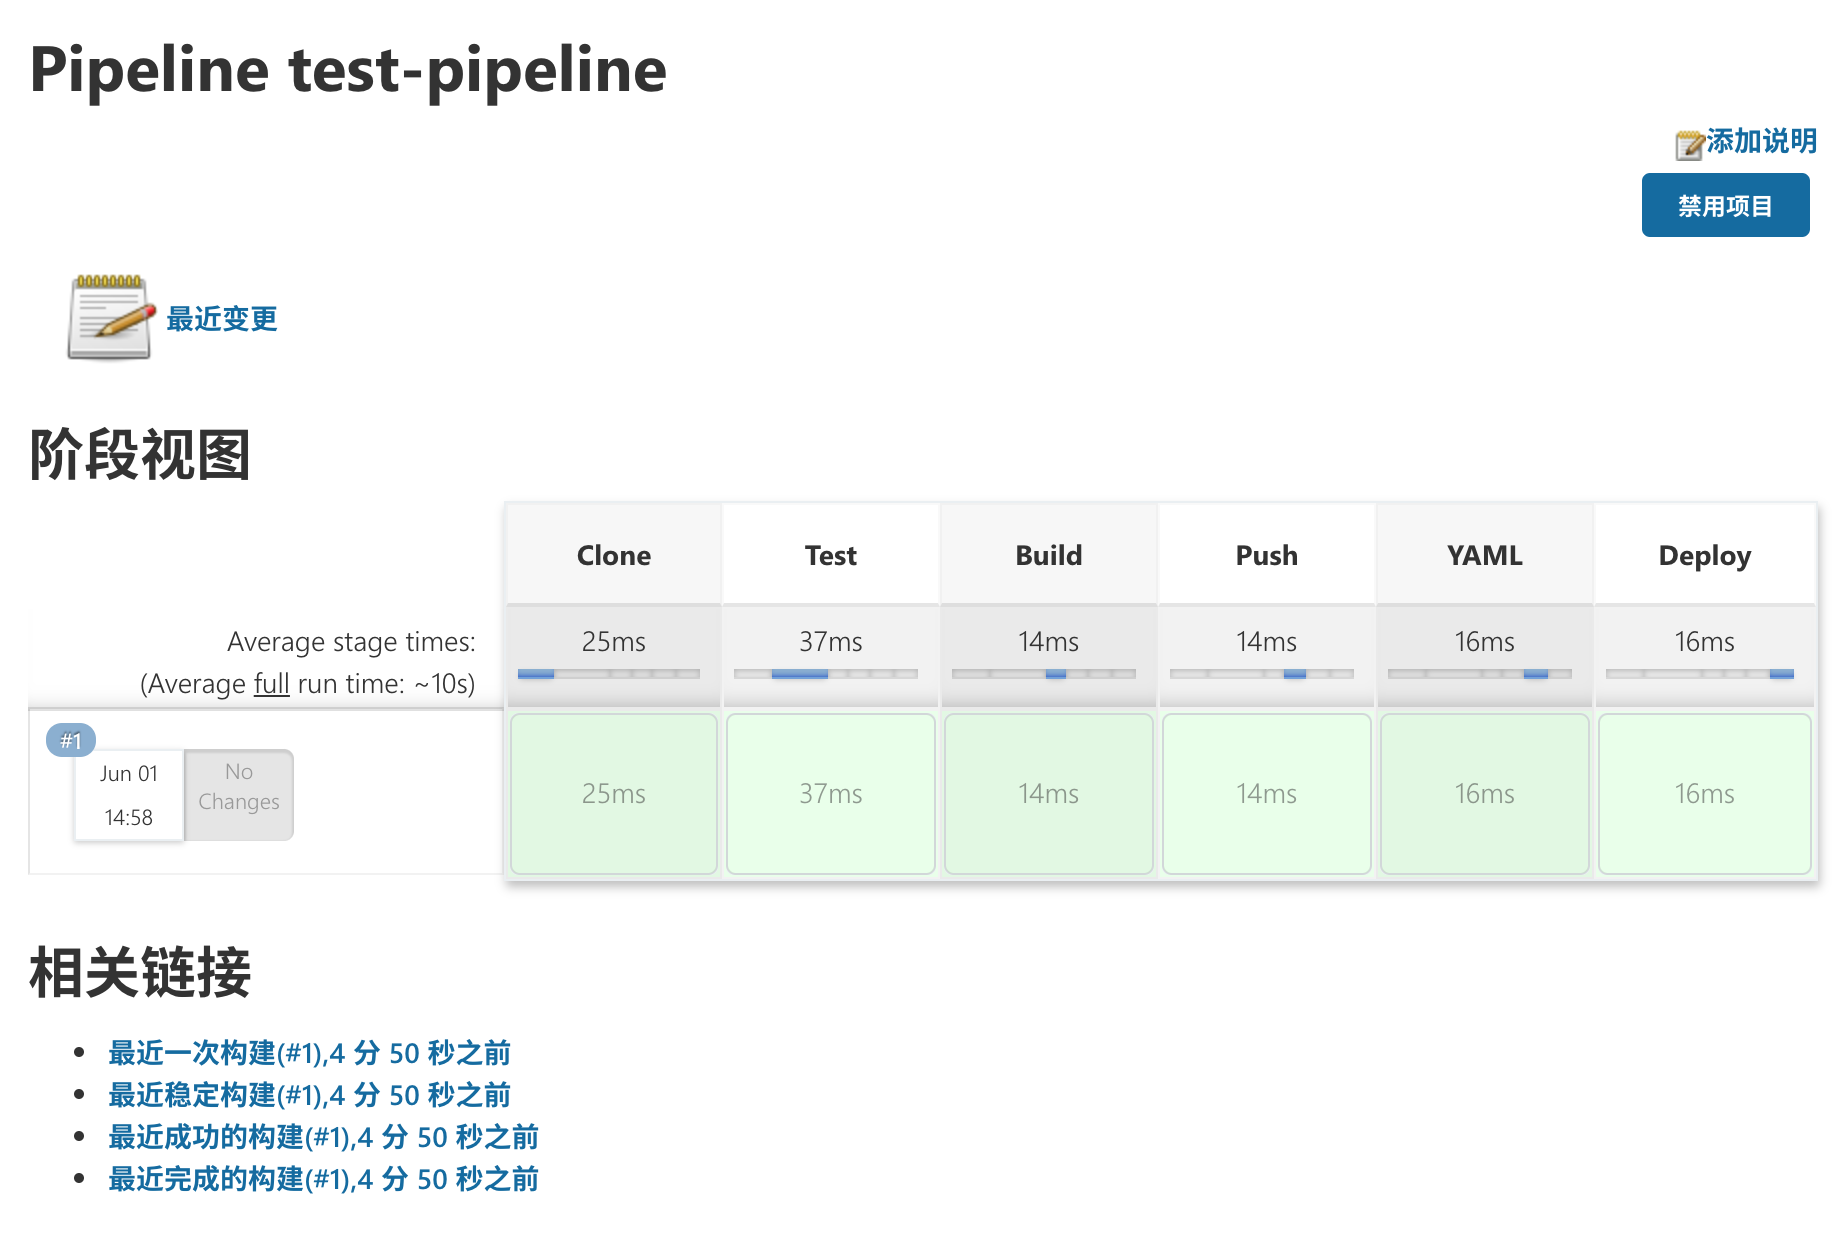 Pipeline test-pipeline
添加说明
禁用项目
最近变更
阶段视图
Clone Test Build Push YAML Deploy
Average stage times: 25ms 37ms 14ms 14ms 16ms 16ms
(Average full run time: ~10s)
#1
Jun 01
14:58
No
Changes
25ms 37ms 14ms 14ms 16ms 16ms
相关链接
最近一次构建(#1),4 分 50 秒之前
最近稳定构建(#1),4 分 50 秒之前
最近成功的构建(#1),4 分 50 秒之前
最近完成的构建(#1),4 分 50 秒之前